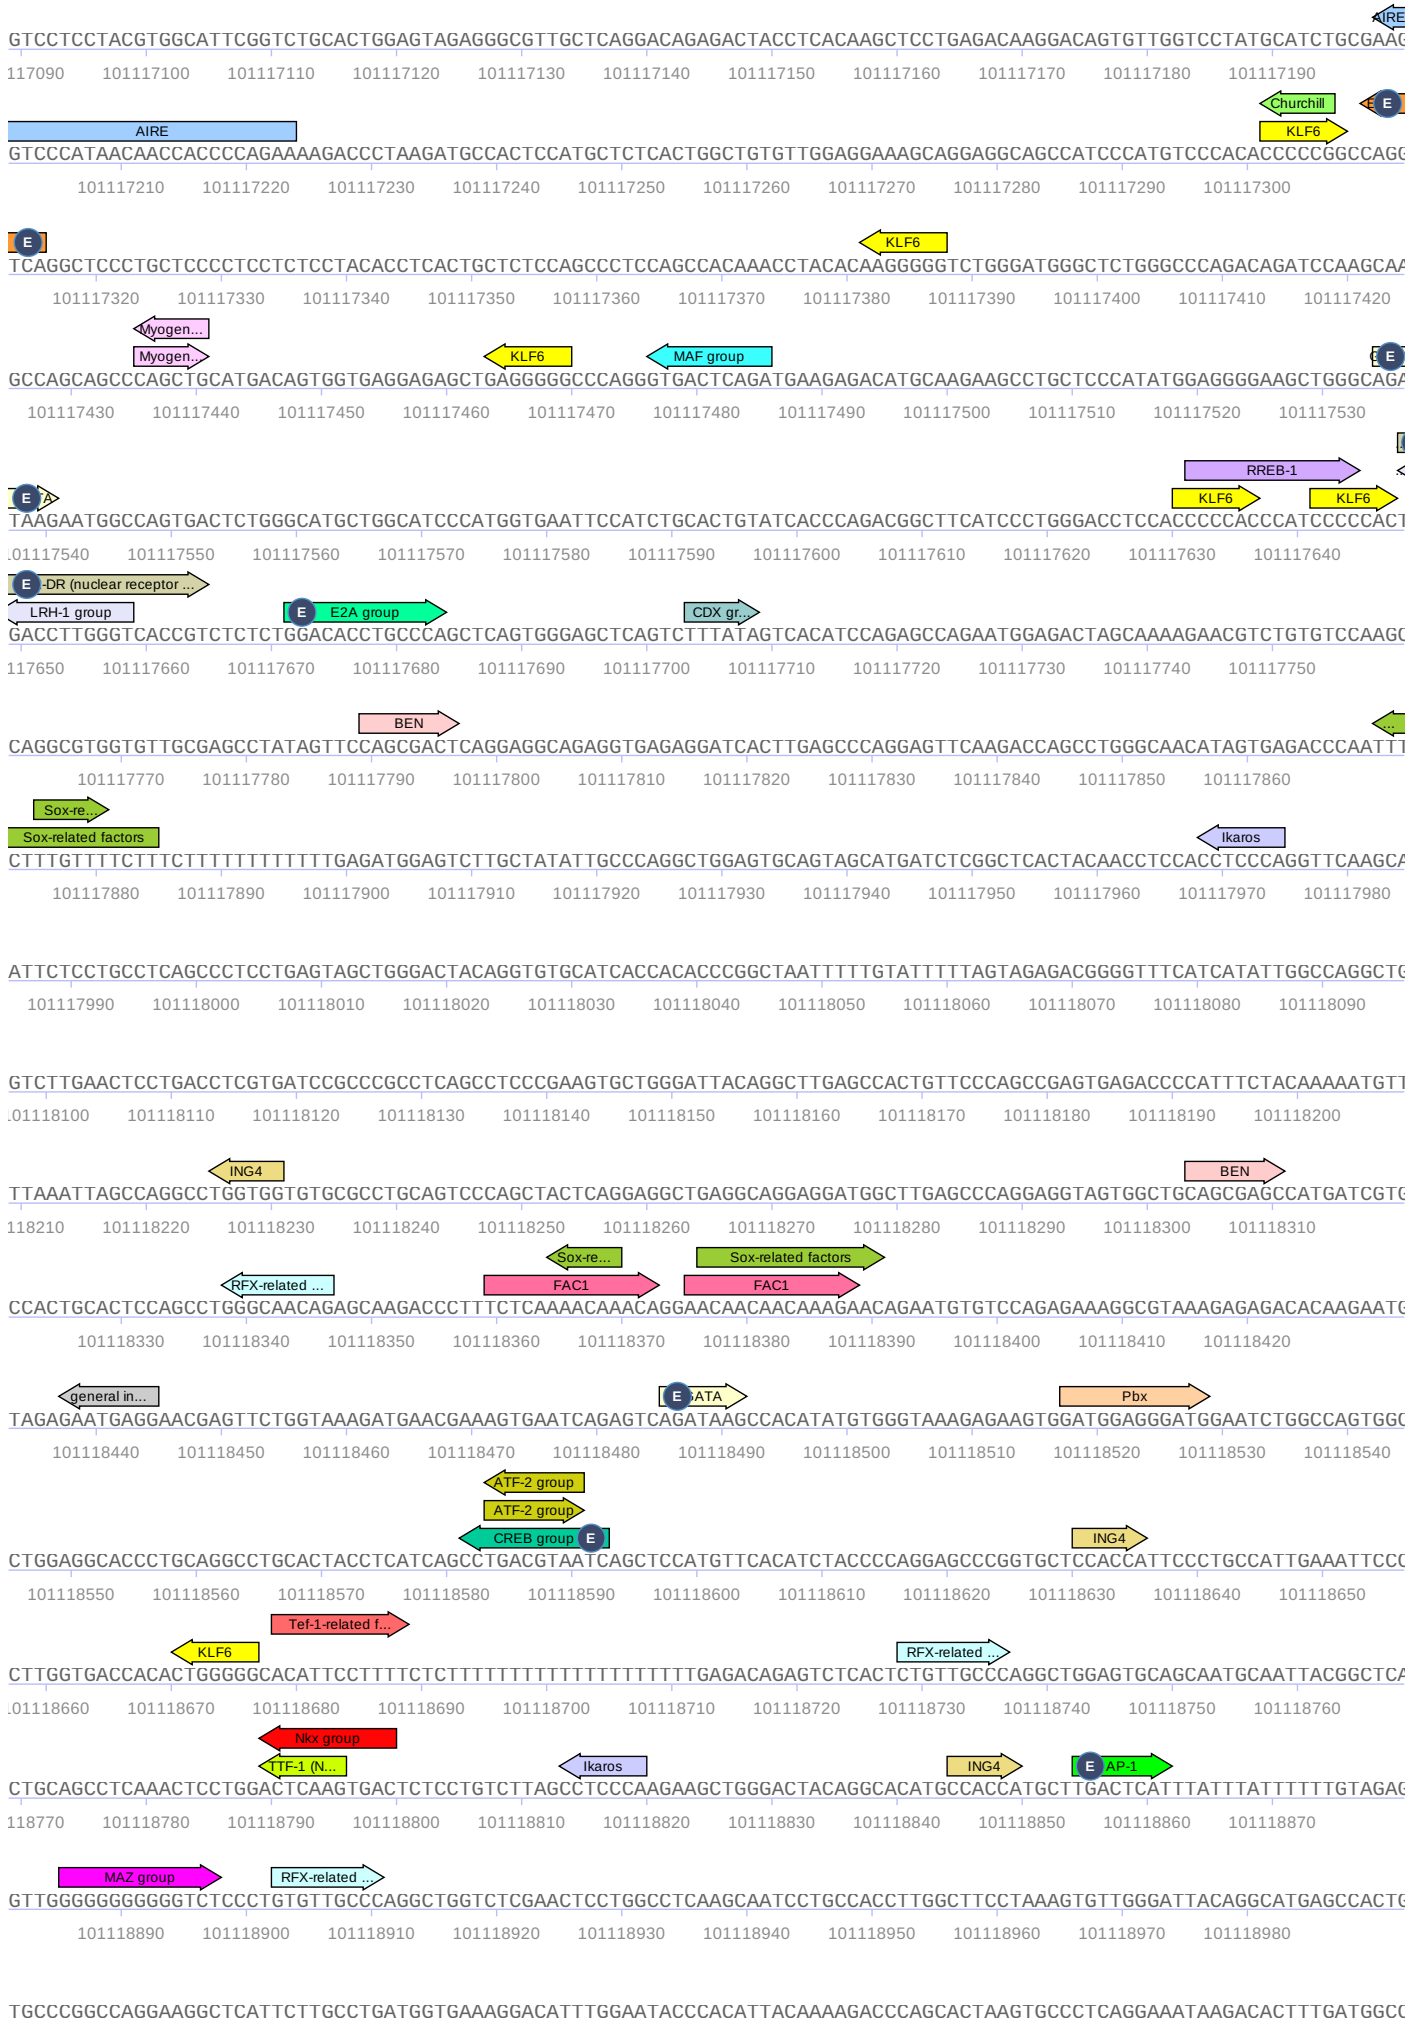 AIRE
GTCCTCCTACGTGGCATTCGGTCTGCACTGGAGTAGAGGGCGTTGCTCAGGACAGAGACTACCTCACAAGCTCCTGAGACAAGGACAGTGTTGGTCCTATGCATCTGCGAAG
117090 101117100 101117110 101117120 101117130 101117140 101117150 101117160 101117170 101117180 101117190
Churchill E
AIRE KLF6
GTCCCATAACAACCACCCCAGAAAAGACCCTAAGATGCCACTCCATGCTCTCACTGGCTGTGTTGGAGGAAAGCAGGAGGCAGCCATCCCATGTCCCACACCCCCGGCCAGG
101117210 101117220 101117230 101117240 101117250 101117260 101117270 101117280 101117290 101117300
E KLF6
TCAGGCTCCCTGCTCCCCTCCTCTCCTACACCTCACTGCTCTCCAGCCCTCCAGCCACAAACCTACACAAGGGGGTCTGGGATGGGCTCTGGGCCCAGACAGATCCAAGCAA
101117320 101117330 101117340 101117350 101117360 101117370 101117380 101117390 101117400 101117410 101117420
Myogen...
Myogen... KLF6 MAF group E
GCCAGCAGCCCAGCTGCATGACAGTGGTGAGGAGAGCTGAGGGGGCCCAGGGTGACTCAGATGAAGAGACATGCAAGAAGCCTGCTCCCATATGGAGGGGAAGCTGGGCAGA
101117430 101117440 101117450 101117460 101117470 101117480 101117490 101117500 101117510 101117520 101117530
RREB-1
E A KLF6 KLF6
TAAGAATGGCCAGTGACTCTGGGCATGCTGGCATCCCATGGTGAATTCCATCTGCACTGTATCACCCAGACGGCTTCATCCCTGGGACCTCCACCCCCACCCATCCCCCACT
101117540 101117550 101117560 101117570 101117580 101117590 101117600 101117610 101117620 101117630 101117640
E -DR (nuclear receptor ...
LRH-1 group E E2A group CDX gr...
GACCTTGGGTCACCGTCTCTCTGGACACCTGCCCAGCTCAGTGGGAGCTCAGTCTTTATAGTCACATCCAGAGCCAGAATGGAGACTAGCAAAAGAACGTCTGTGTCCAAGC
117650 101117660 101117670 101117680 101117690 101117700 101117710 101117720 101117730 101117740 101117750
BEN ...
CAGGCGTGGTGTTGCGAGCCTATAGTTCCAGCGACTCAGGAGGCAGAGGTGAGAGGATCACTTGAGCCCAGGAGTTCAAGACCAGCCTGGGCAACATAGTGAGACCCAATTT
101117770 101117780 101117790 101117800 101117810 101117820 101117830 101117840 101117850 101117860
Sox-re...
Sox-related factors Ikaros
CTTTGTTTTCTTTCTTTTTTTTTTTTGAGATGGAGTCTTGCTATATTGCCCAGGCTGGAGTGCAGTAGCATGATCTCGGCTCACTACAACCTCCACCTCCCAGGTTCAAGCA
101117880 101117890 101117900 101117910 101117920 101117930 101117940 101117950 101117960 101117970 101117980
ATTCTCCTGCCTCAGCCCTCCTGAGTAGCTGGGACTACAGGTGTGCATCACCACACCCGGCTAATTTTTGTATTTTTAGTAGAGACGGGGTTTCATCATATTGGCCAGGCTG
101117990 101118000 101118010 101118020 101118030 101118040 101118050 101118060 101118070 101118080 101118090
GTCTTGAACTCCTGACCTCGTGATCCGCCCGCCTCAGCCTCCCGAAGTGCTGGGATTACAGGCTTGAGCCACTGTTCCCAGCCGAGTGAGACCCCATTTCTACAAAAATGTT
101118100 101118110 101118120 101118130 101118140 101118150 101118160 101118170 101118180 101118190 101118200
ING4 BEN
TTAAATTAGCCAGGCCTGGTGGTGTGCGCCTGCAGTCCCAGCTACTCAGGAGGCTGAGGCAGGAGGATGGCTTGAGCCCAGGAGGTAGTGGCTGCAGCGAGCCATGATCGTG
118210 101118220 101118230 101118240 101118250 101118260 101118270 101118280 101118290 101118300 101118310
Sox-re... Sox-related factors
RFX-related ... FAC1 FAC1
CCACTGCACTCCAGCCTGGGCAACAGAGCAAGACCCTTTCTCAAAACAAACAGGAACAACAACAAAGAACAGAATGTGTCCAGAGAAAGGCGTAAAGAGAGACACAAGAATG
101118330 101118340 101118350 101118360 101118370 101118380 101118390 101118400 101118410 101118420
general in... E GATA Pbx
TAGAGAATGAGGAACGAGTTCTGGTAAAGATGAACGAAAGTGAATCAGAGTCAGATAAGCCACATATGTGGGTAAAGAGAAGTGGATGGAGGGATGGAATCTGGCCAGTGGC
101118440 101118450 101118460 101118470 101118480 101118490 101118500 101118510 101118520 101118530 101118540
ATF-2 group
ATF-2 group
CREB group E ING4
CTGGAGGCACCCTGCAGGCCTGCACTACCTCATCAGCCTGACGTAATCAGCTCCATGTTCACATCTACCCCAGGAGCCCGGTGCTCCACCATTCCCTGCCATTGAAATTCCC
101118550 101118560 101118570 101118580 101118590 101118600 101118610 101118620 101118630 101118640 101118650
Tef-1-related f...
KLF6 RFX-related ...
CTTGGTGACCACACTGGGGGCACATTCCTTTTCTCTTTTTTTTTTTTTTTTTTTTGAGACAGAGTCTCACTCTGTTGCCCAGGCTGGAGTGCAGCAATGCAATTACGGCTCA
101118660 101118670 101118680 101118690 101118700 101118710 101118720 101118730 101118740 101118750 101118760
Nkx group
TTF-1 (N... Ikaros ING4 E AP-1
CTGCAGCCTCAAACTCCTGGACTCAAGTGACTCTCCTGTCTTAGCCTCCCAAGAAGCTGGGACTACAGGCACATGCCACCATGCTTGACTCATTTATTTATTTTTTGTAGAG
118770 101118780 101118790 101118800 101118810 101118820 101118830 101118840 101118850 101118860 101118870
MAZ group RFX-related ...
GTTGGGGGGGGGGGTCTCCCTGTGTTGCCCAGGCTGGTCTCGAACTCCTGGCCTCAAGCAATCCTGCCACCTTGGCTTCCTAAAGTGTTGGGATTACAGGCATGAGCCACTG
101118890 101118900 101118910 101118920 101118930 101118940 101118950 101118960 101118970 101118980
TGCCCGGCCAGGAAGGCTCATTCTTGCCTGATGGTGAAAGGACATTTGGAATACCCACATTACAAAAGACCCAGCACTAAGTGCCCTCAGGAAATAAGACACTTTGATGGCC